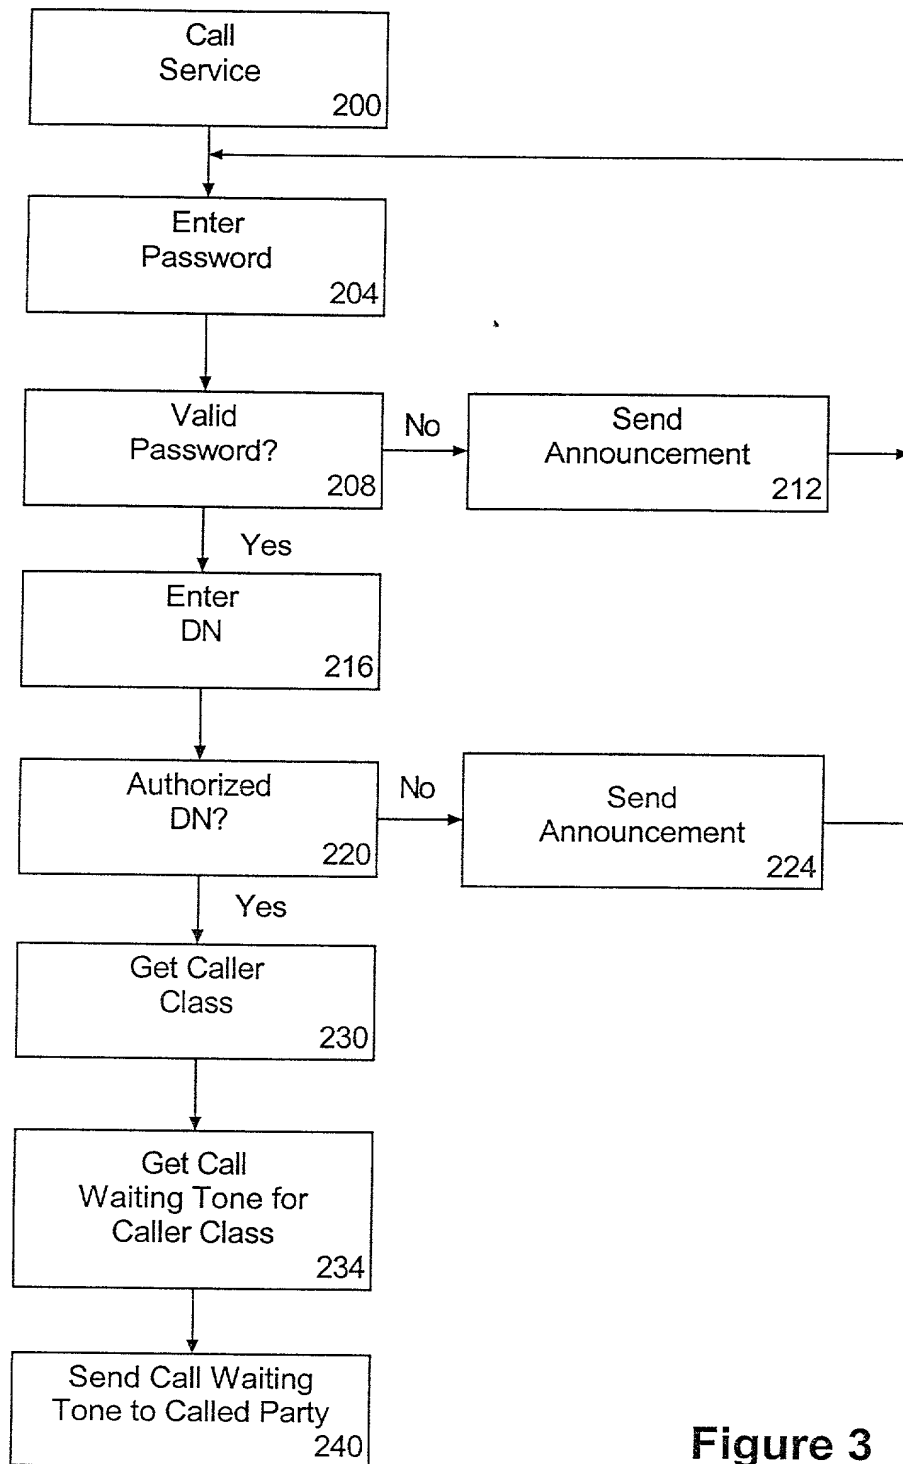 Call
Service
200
Enter
Password
204
Valid
Password?
208
No
Send
Announcement
212
Yes
Enter
DN
216
Authorized
DN?
220
No
Send
Announcement
224
Yes
Get Caller
Class
230
Get Call
Waiting Tone for
Caller Class
234
Send Call Waiting
Tone to Called Party
240
Figure 3